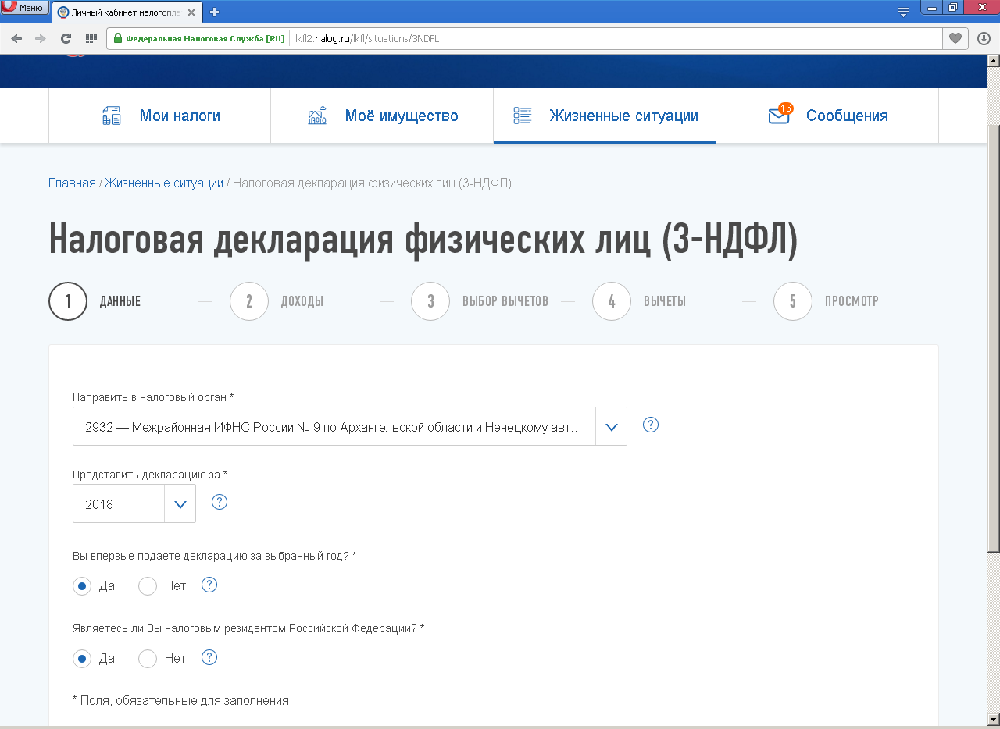 Меню
Личный кабинет налогопла
Федеральная Налоговая Служба [RU] lkfl2.nalog.ru/lkfl/situations/3NDFL
Мои налоги
Моё имущество
Жизненные ситуации
16
Сообщения
Главная / Жизненные ситуации / Налоговая декларация физических лиц (3-НДФЛ)
Налоговая декларация физических лиц (3-НДФЛ)
1 ДАННЫЕ — 2 ДОХОДЫ — 3 ВЫБОР ВЫЧЕТОВ — 4 ВЫЧЕТЫ — 5 ПРОСМОТР
Направить в налоговый орган *
2932 — Межрайонная ИФНС России № 9 по Архангельской области и Ненецкому авт...
?
Представить декларацию за *
2018 ?
Вы впервые подаете декларацию за выбранный год? *
Да Нет ?
Являетесь ли Вы налоговым резидентом Российской Федерации? *
Да Нет ?
* Поля, обязательные для заполнения